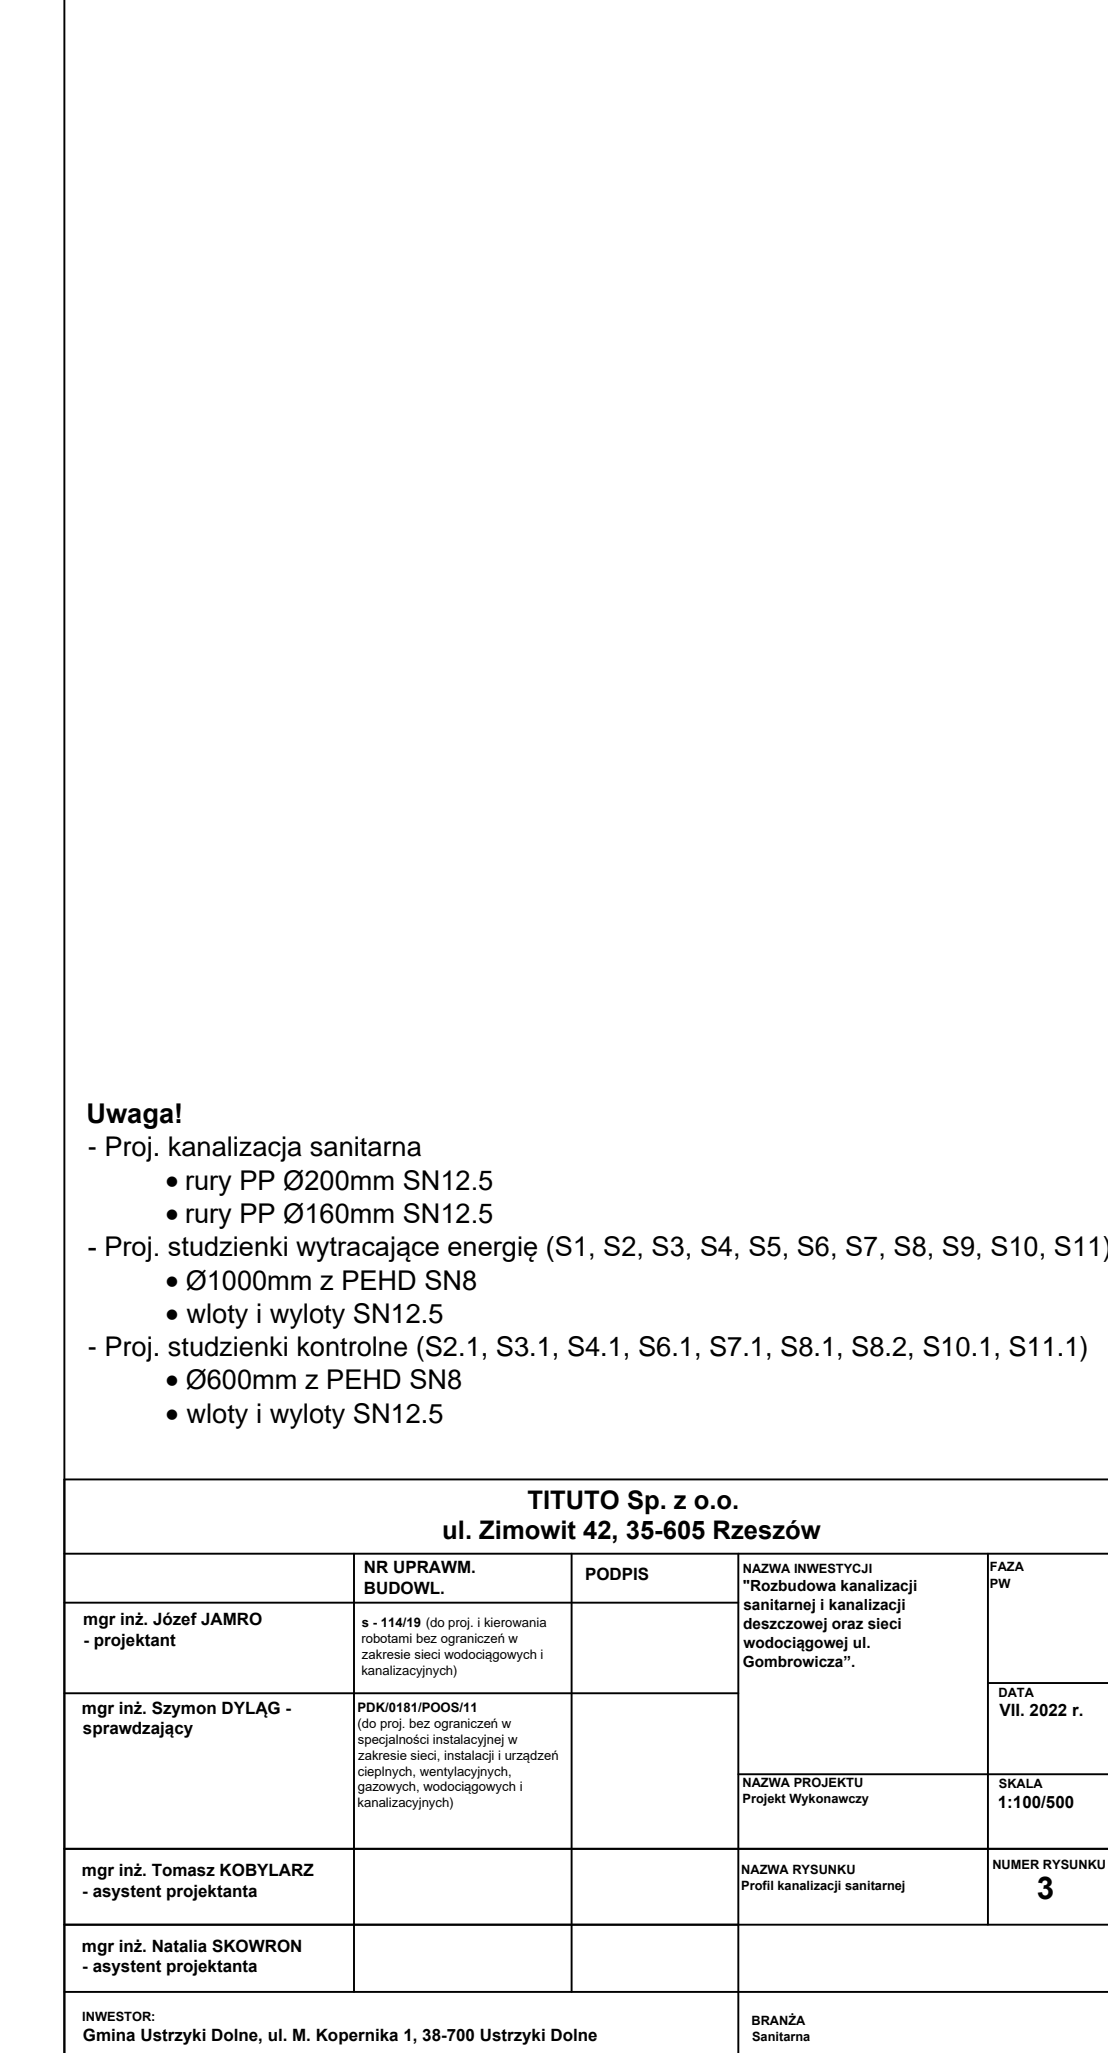 Uwaga!
- Proj. kanalizacja sanitarna
• rury PP Ø200mm SN12.5
• rury PP Ø160mm SN12.5
- Proj. studzienki wytracające energię (S1, S2, S3, S4, S5, S6, S7, S8, S9, S10, S11)
• Ø1000mm z PEHD SN8
• wloty i wyloty SN12.5
- Proj. studzienki kontrolne (S2.1, S3.1, S4.1, S6.1, S7.1, S8.1, S8.2, S10.1, S11.1)
• Ø600mm z PEHD SN8
• wloty i wyloty SN12.5
TITUTO Sp. z o.o.
ul. Zimowit 42, 35-605 Rzeszów
NR UPRAWM.
BUDOWL.
PODPIS
NAZWA INWESTYCJI
"Rozbudowa kanalizacji
sanitarnej i kanalizacji
deszczowej oraz sieci
wodociągowej ul.
Gombrowicza”.
FAZA
PW
mgr inż. Józef JAMRO
- projektant
s - 114/19 (do proj. i kierowania
robotami bez ograniczeń w
zakresie sieci wodociągowych i
kanalizacyjnych)
DATA
VII. 2022 r.
mgr inż. Szymon DYLĄG -
sprawdzający
PDK/0181/POOS/11
(do proj. bez ograniczeń w
specjalności instalacyjnej w
zakresie sieci, instalacji i urządzeń
cieplnych, wentylacyjnych,
gazowych, wodociągowych i
kanalizacyjnych)
NAZWA PROJEKTU
Projekt Wykonawczy
SKALA
1:100/500
mgr inż. Tomasz KOBYLARZ
- asystent projektanta
NAZWA RYSUNKU
Profil kanalizacji sanitarnej
NUMER RYSUNKU
3
mgr inż. Natalia SKOWRON
- asystent projektanta
INWESTOR:
Gmina Ustrzyki Dolne, ul. M. Kopernika 1, 38-700 Ustrzyki Dolne
BRANŻA
Sanitarna